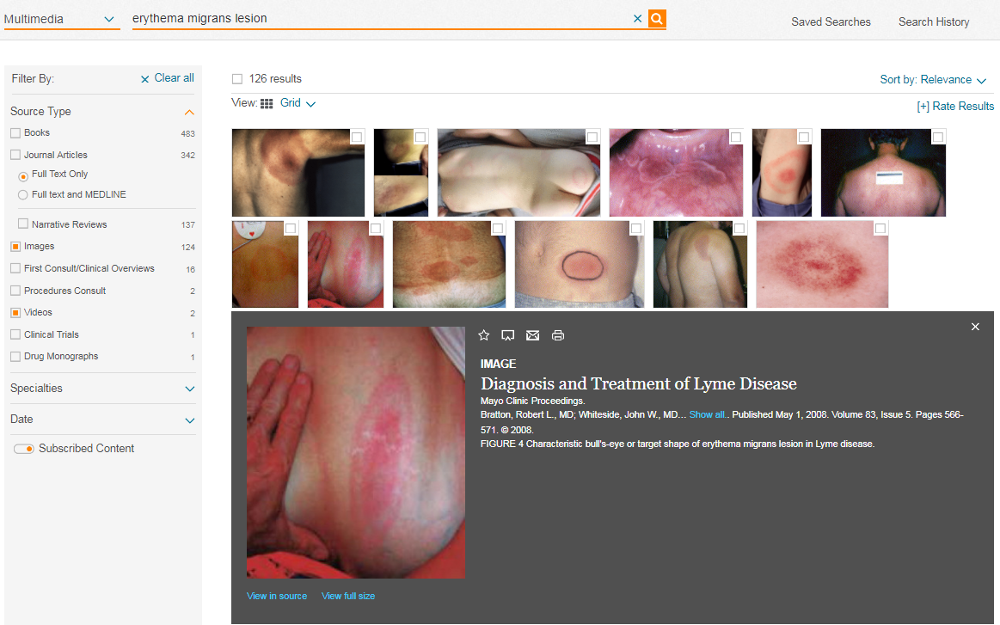 Multimedia
erythema migrans lesion
Saved Searches
Search History
Filter By:
Clear all
Source Type
Books 483
Journal Articles 342
Full Text Only
Full text and MEDLINE
Narrative Reviews 137
Images 124
First Consult/Clinical Overviews 16
Procedures Consult 2
Videos 2
Clinical Trials 1
Drug Monographs 1
Specialties
Date
Subscribed Content
126 results
Sort by: Relevance
View: Grid
[+] Rate Results
IMAGE
Diagnosis and Treatment of Lyme Disease
Mayo Clinic Proceedings.
Bratton, Robert L., MD; Whiteside, John W., MD... Show all.. Published May 1, 2008. Volume 83, Issue 5. Pages 566-
571. © 2008.
FIGURE 4 Characteristic bull's-eye or target shape of erythema migrans lesion in Lyme disease.
View in source
View full size